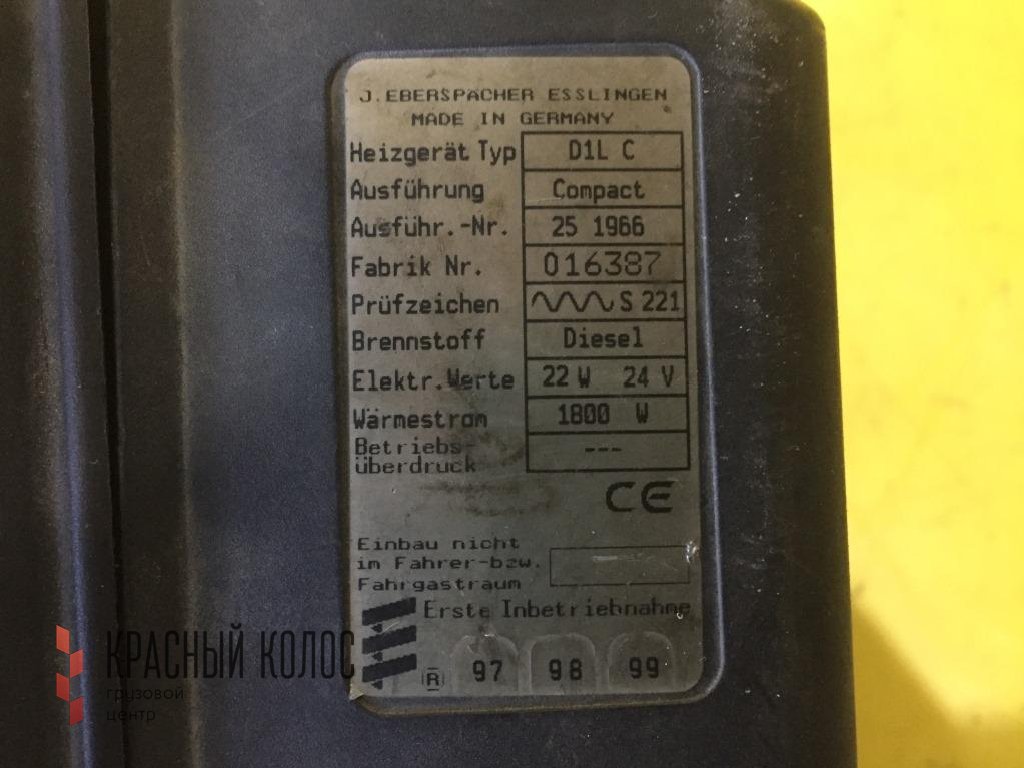 J.EBERSPÄCHER ESSLINGEN
MADE IN GERMANY
Heizgerät Typ D1L C
Ausführung Compact
Ausführ.-Nr. 25 1966
Fabrik Nr. 016387
Prüfzeichen S 221
Brennstoff Diesel
Elektr.Werte 22 W 24 V
Wärmestrom 1800 W
Betriebs- ---
überdruck
CE
Einbau nicht
im Fahrer-bzw.
Fahrgastraum
Erste Inbetriebnahme
R 97 98 99
КРАСНЫЙ КОЛОС
грузовой
центр